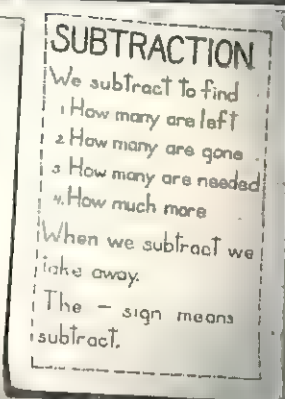 SUBTRACTION
We subtract to find
1 How many are left
2 How many are gone
3 How many are needed
4. How much more
When we subtract we
take away.
The – sign means
subtract.